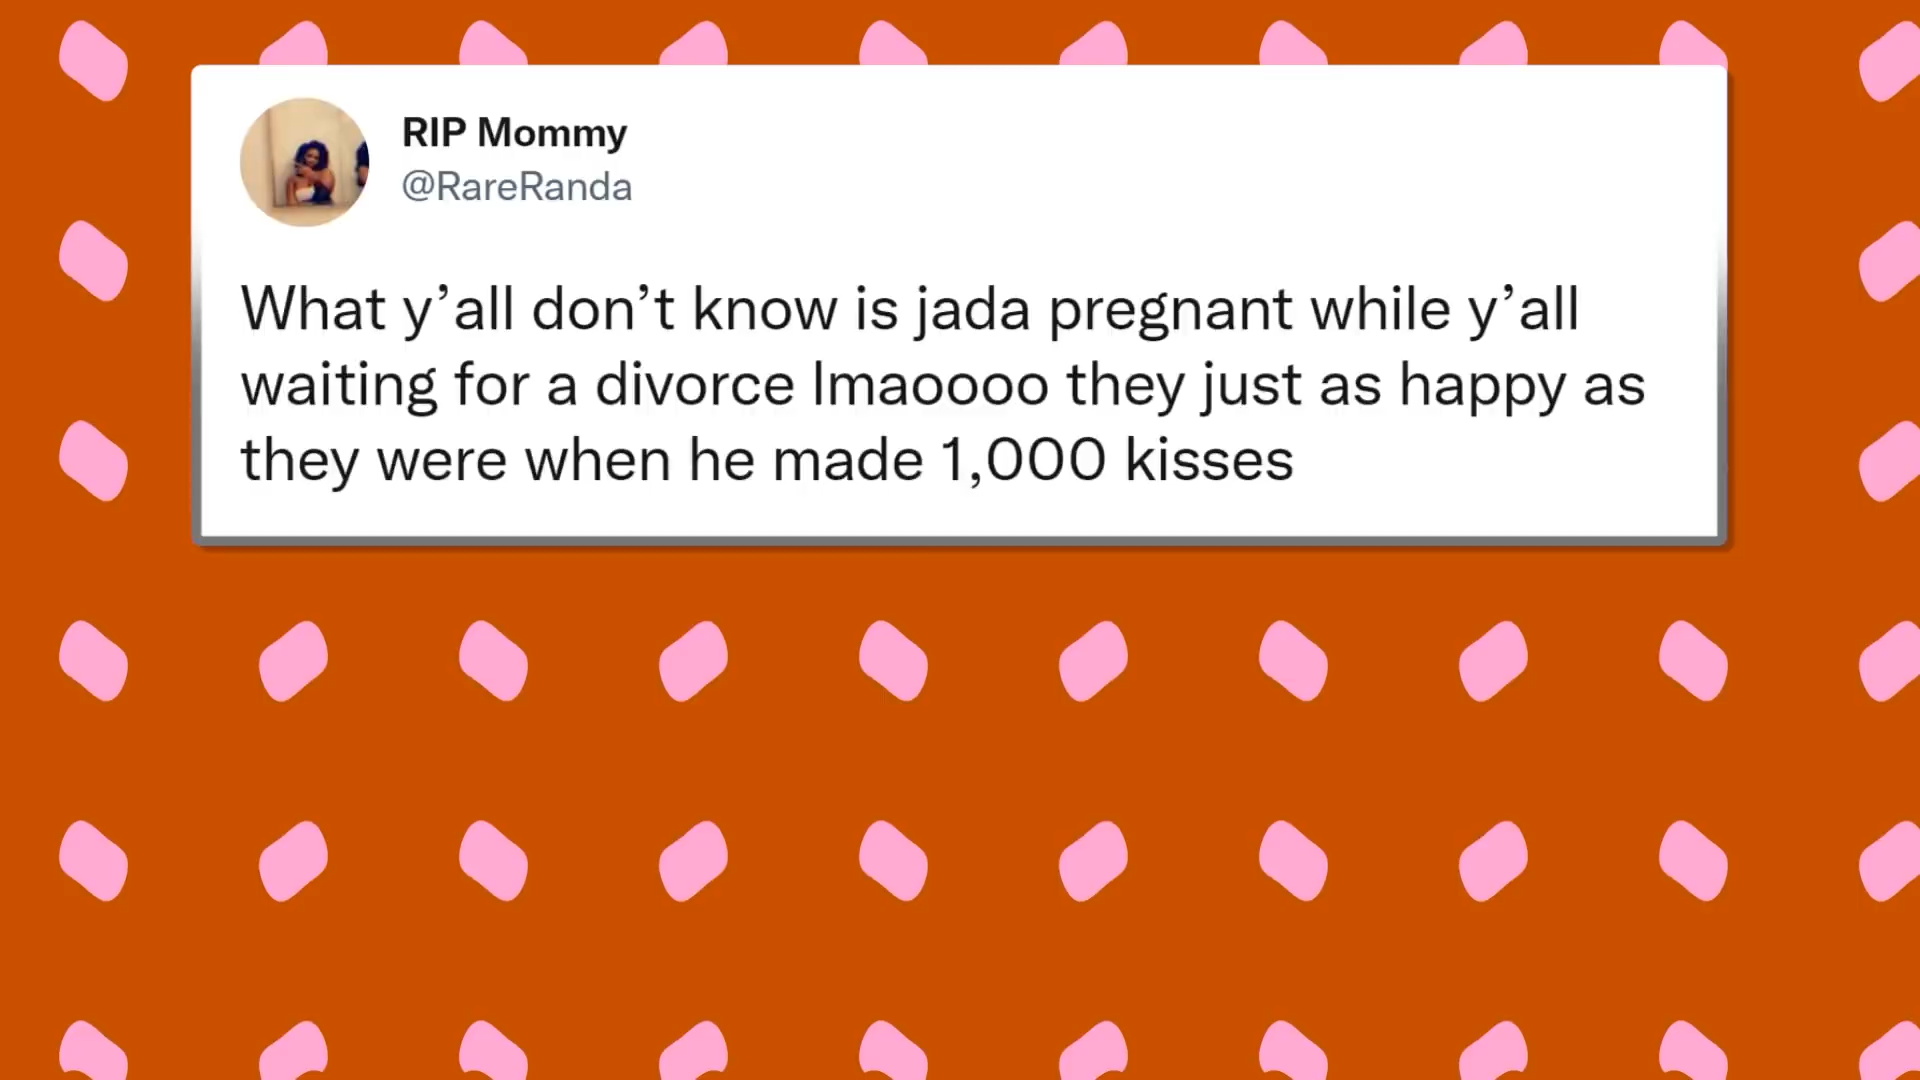 RIP Mommy
@RareRanda
What y’all don’t know is jada pregnant while y’all
waiting for a divorce lmaoooo they just as happy as
they were when he made 1,000 kisses